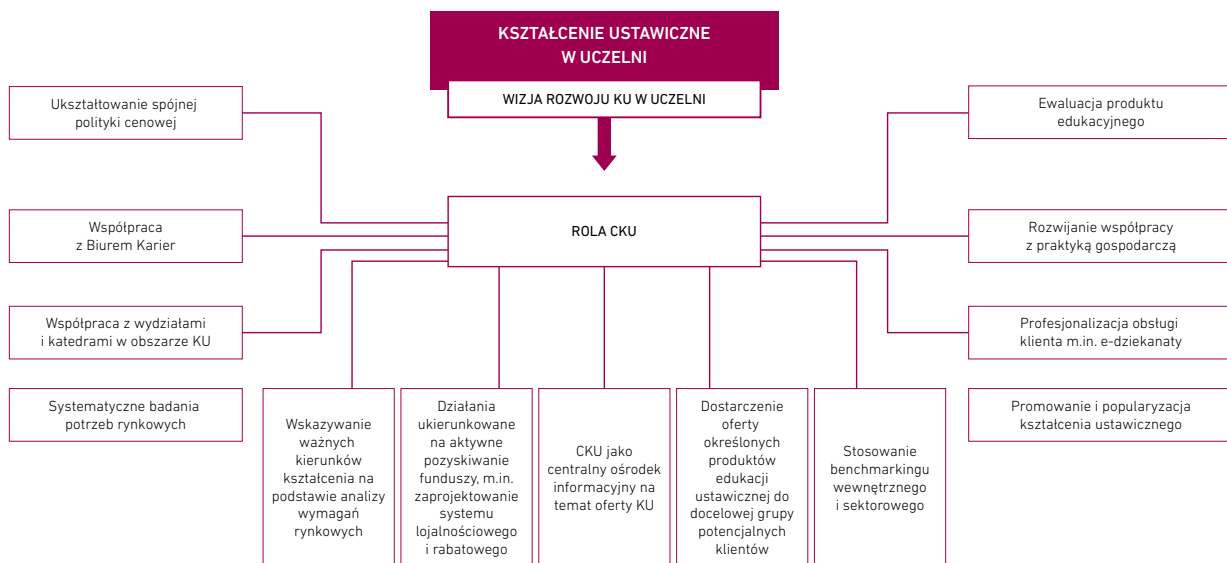 KSZTAŁCENIE USTAWICZNE
W UCZELNI
WIZJA ROZWOJU KU W UCZELNI
Ukształtowanie spójnej
polityki cenowej
Ewaluacja produktu
edukacyjnego
Współpraca
z Biurem Karier
ROLA CKU
Rozwijanie współpracy
z praktyką gospodarczą
Współpraca z wydziałami
i katedrami w obszarze KU
Profesjonalizacja obsługi
klienta m.in. e-dziekanaty
Systematyczne badania
potrzeb rynkowych
Wskazywanie
ważnych
kierunków
kształcenia na
podstawie analizy
wymagań
rynkowych
Działania
ukierunkowane
na aktywne
pozyskiwanie
funduszy, m.in.
zaprojektowanie
systemu
lojalnościowego
i rabatowego
CKU jako
centralny ośrodek
informacyjny na
temat oferty KU
Dostarczenie
oferty
określonych
produktów
edukacji
ustawicznej do
docelowej grupy
potencjalnych
klientów
Stosowanie
benchmarkingu
wewnętrznego
i sektorowego
Promowanie i popularyzacja
kształcenia ustawicznego